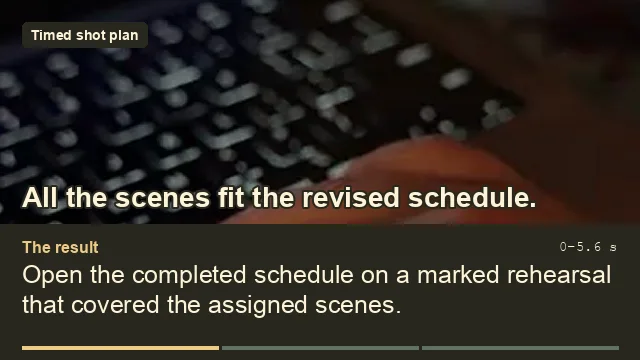 Timed shot plan
All the scenes fit the revised schedule.
The result
0–5.6 s
Open the completed schedule on a marked rehearsal
that covered the assigned scenes.